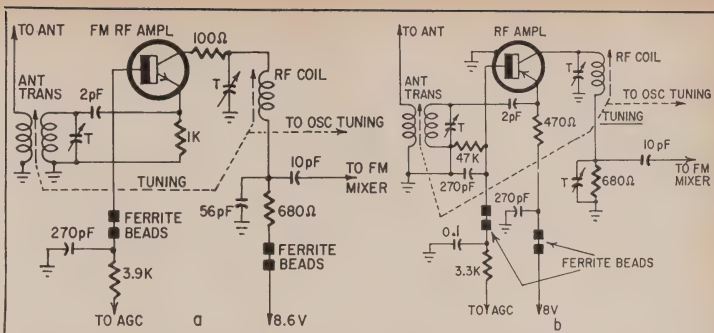 TO ANT
FM RF AMPL
100Ω
T
RF COIL
ANT
TRANS
2pF
T
1K
TO OSC TUNING
TUNING
10pF
TO FM
MIXER
56pF
680Ω
FERRITE
BEADS
270pF
FERRITE
BEADS
3.9K
TO AGC
a
8.6V
TO ANT
RF AMPL
T
RF COIL
ANT
TRANS
2pF
T
470Ω
TO OSC TUNING
TUNING
47K
270pF
10pF
TO FM
MIXER
T
680Ω
270pF
0.1
FERRITE BEADS
3.3K
TO AGC
8V
b